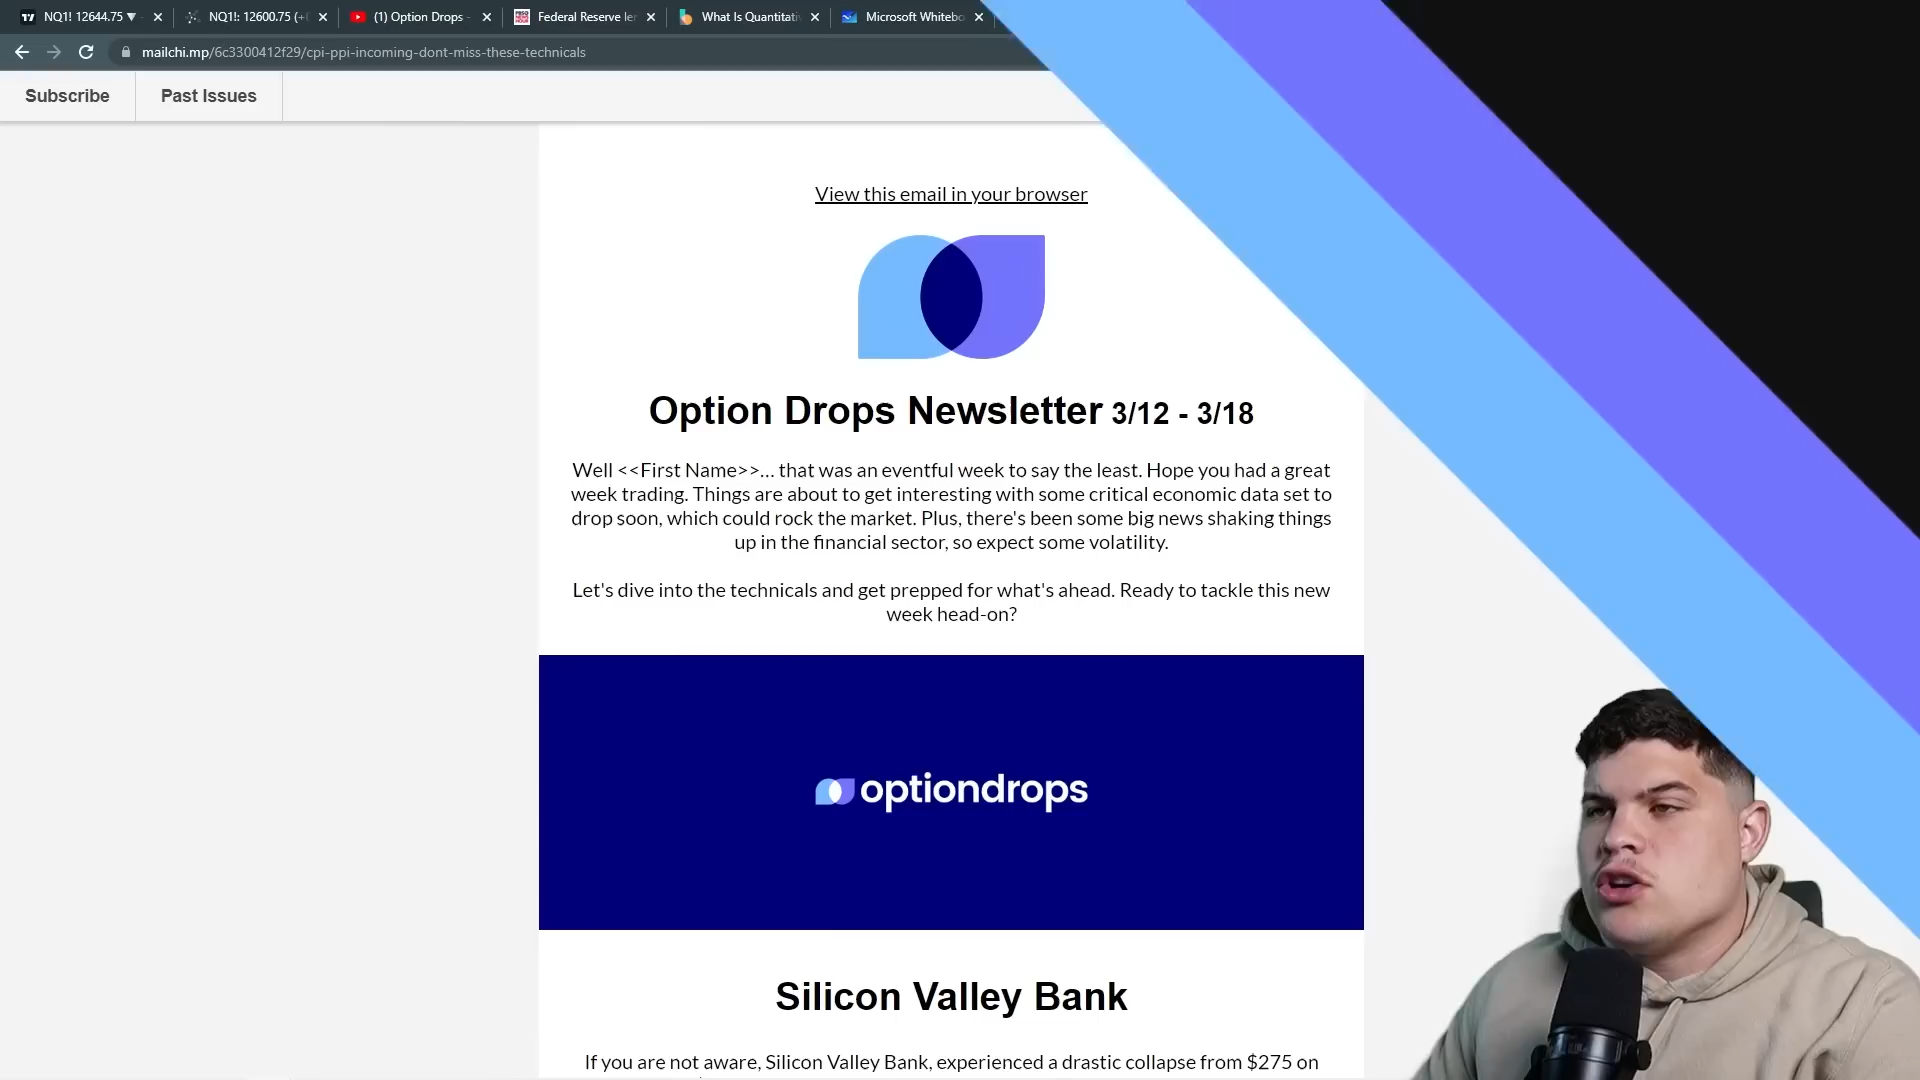 NQ1! 12644.75 ▼
NQ1!: 12600.75 (+
(1) Option Drops -
Federal Reserve
What Is Quantitati
Microsoft Whitebo
mailchi.mp/6c3300412f29/cpi-ppi-incoming-dont-miss-these-technicals
Subscribe
Past Issues
View this email in your browser
Option Drops Newsletter 3/12 - 3/18
Well <<First Name>>... that was an eventful week to say the least. Hope you had a great
week trading. Things are about to get interesting with some critical economic data set to
drop soon, which could rock the market. Plus, there's been some big news shaking things
up in the financial sector, so expect some volatility.
Let's dive into the technicals and get prepped for what's ahead. Ready to tackle this new
week head-on?
optiondrops
Silicon Valley Bank
If you are not aware, Silicon Valley Bank, experienced a drastic collapse from $275 on